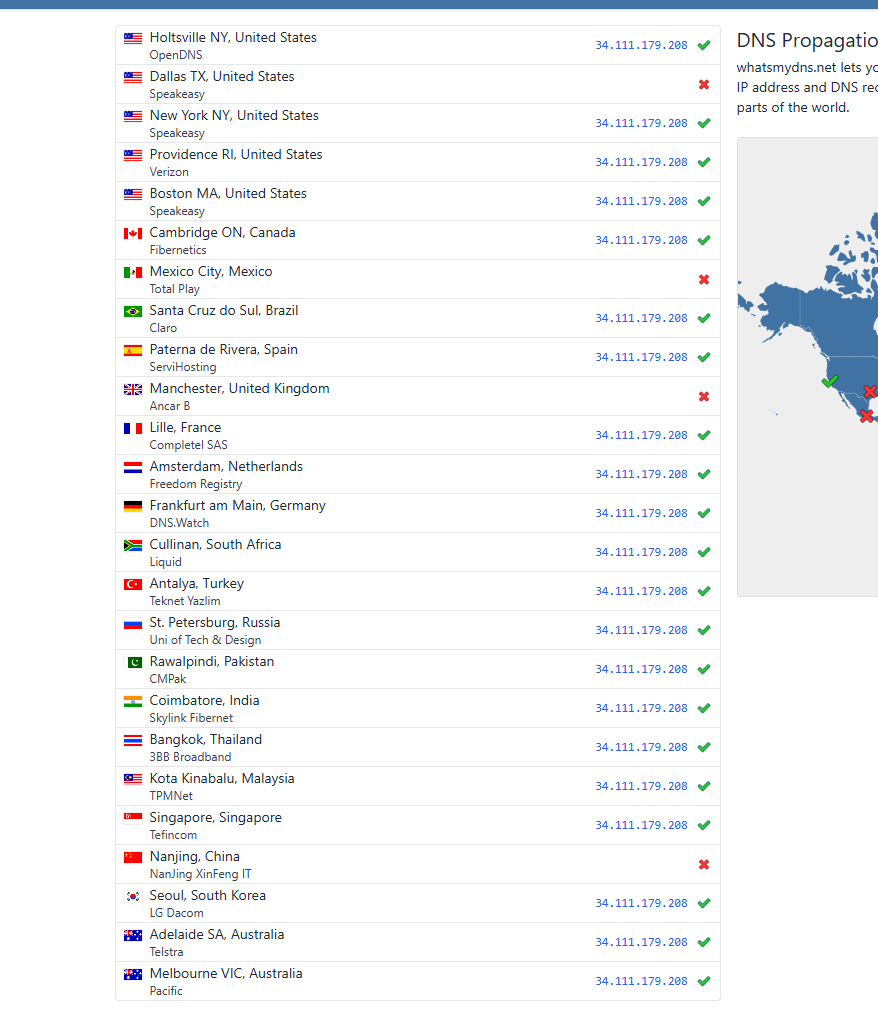 Holtsville NY, United States
OpenDNS
34.111.179.208
Dallas TX, United States
Speakeasy
New York NY, United States
Speakeasy
34.111.179.208
Providence RI, United States
Verizon
34.111.179.208
Boston MA, United States
Speakeasy
34.111.179.208
Cambridge ON, Canada
Fibernetics
34.111.179.208
Mexico City, Mexico
Total Play
Santa Cruz do Sul, Brazil
Claro
34.111.179.208
Paterna de Rivera, Spain
ServiHosting
34.111.179.208
Manchester, United Kingdom
Ancar B
Lille, France
Completel SAS
34.111.179.208
Amsterdam, Netherlands
Freedom Registry
34.111.179.208
Frankfurt am Main, Germany
DNS.Watch
34.111.179.208
Cullinan, South Africa
Liquid
34.111.179.208
Antalya, Turkey
Teknet Yazlim
34.111.179.208
St. Petersburg, Russia
Uni of Tech & Design
34.111.179.208
Rawalpindi, Pakistan
CMPak
34.111.179.208
Coimbatore, India
Skylink Fibernet
34.111.179.208
Bangkok, Thailand
3BB Broadband
34.111.179.208
Kota Kinabalu, Malaysia
TPMNet
34.111.179.208
Singapore, Singapore
Tefincom
34.111.179.208
Nanjing, China
NanJing XinFeng IT
Seoul, South Korea
LG Dacom
34.111.179.208
Adelaide SA, Australia
Telstra
34.111.179.208
Melbourne VIC, Australia
Pacific
34.111.179.208
DNS Propagatio
whatsmydns.net lets yo
IP address and DNS rec
parts of the world.